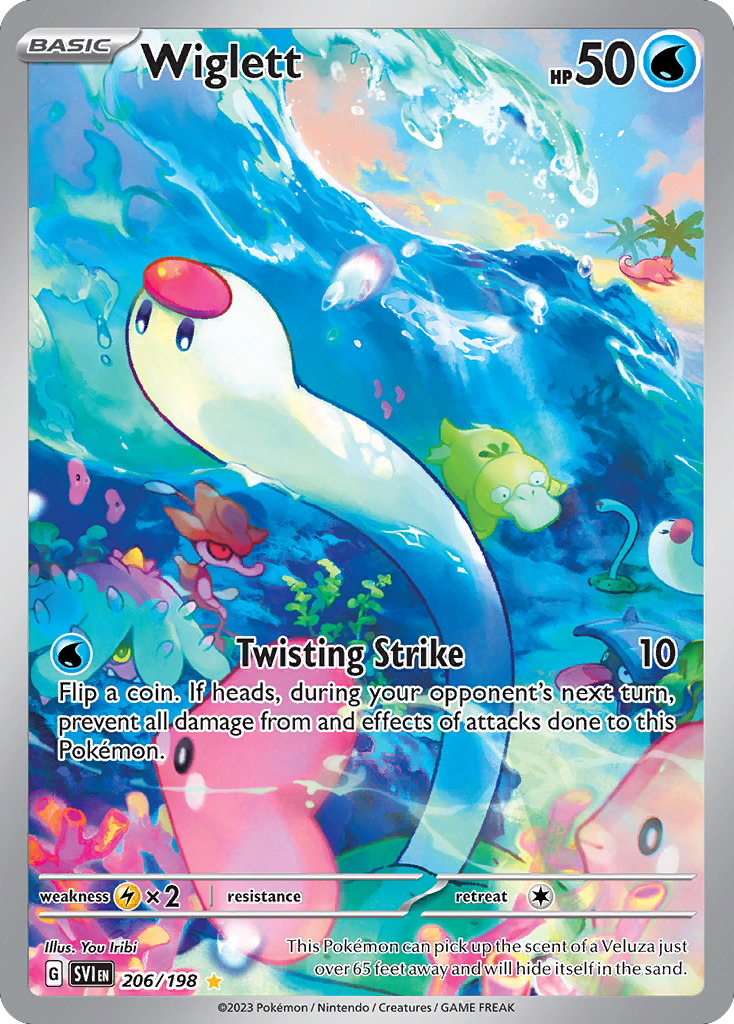 BASIC
Wiglett
HP 50
Twisting Strike 10
Flip a coin. If heads, during your opponent's next turn,
prevent all damage from and effects of attacks done to this
Pokémon.
weakness ×2 resistance retreat
Illus. You Iribi
This Pokémon can pick up the scent of a Veluza just
over 65 feet away and will hide itself in the sand.
G SVI EN 206/198
©2023 Pokémon / Nintendo / Creatures / GAME FREAK